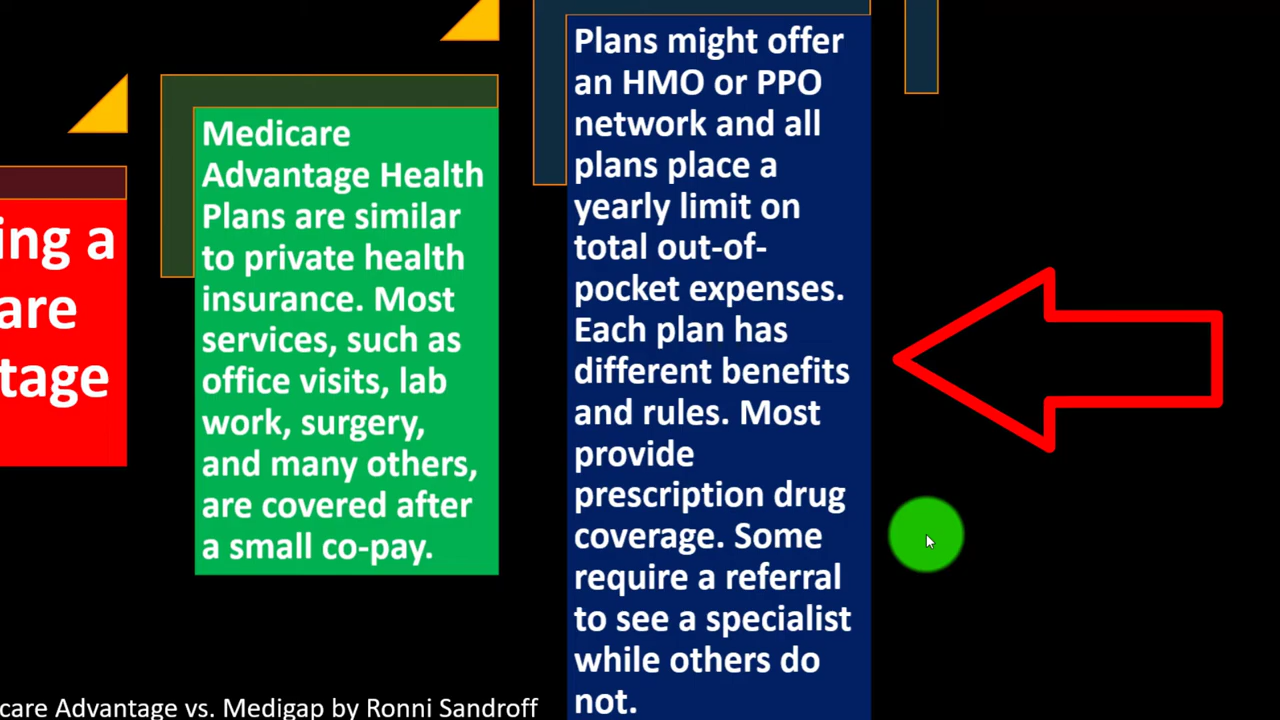 ing a
are
tage
Medicare
Advantage Health
Plans are similar
to private health
insurance. Most
services, such as
office visits, lab
work, surgery,
and many others,
are covered after
a small co-pay.
Plans might offer
an HMO or PPO
network and all
plans place a
yearly limit on
total out-of-
pocket expenses.
Each plan has
different benefits
and rules. Most
provide
prescription drug
coverage. Some
require a referral
to see a specialist
while others do
not.
care Advantage vs. Medigap by Ronni Sandroff